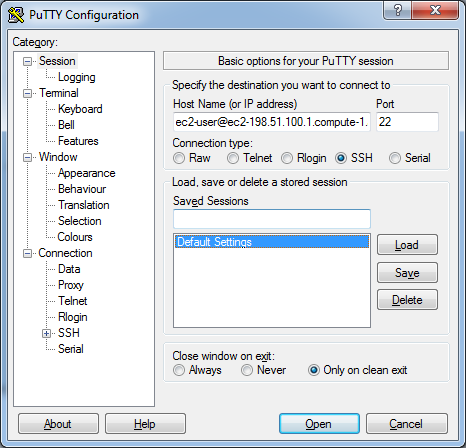 PuTTY Configuration
Category:
Session
Logging
Terminal
Keyboard
Bell
Features
Window
Appearance
Behaviour
Translation
Selection
Colours
Connection
Data
Proxy
Telnet
Rlogin
SSH
Serial
Basic options for your PuTTY session
Specify the destination you want to connect to
Host Name (or IP address) Port
ec2-user@ec2-198.51.100.1.compute-1. 22
Connection type:
Raw Telnet Rlogin SSH Serial
Load, save or delete a stored session
Saved Sessions
Default Settings
Load
Save
Delete
Close window on exit:
Always Never Only on clean exit
About Help Open Cancel